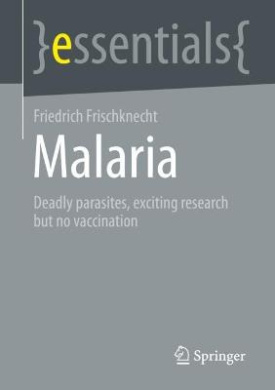 }essentials{
Friedrich Frischknecht
Malaria
Deadly parasites, exciting research
but no vaccination
Springer